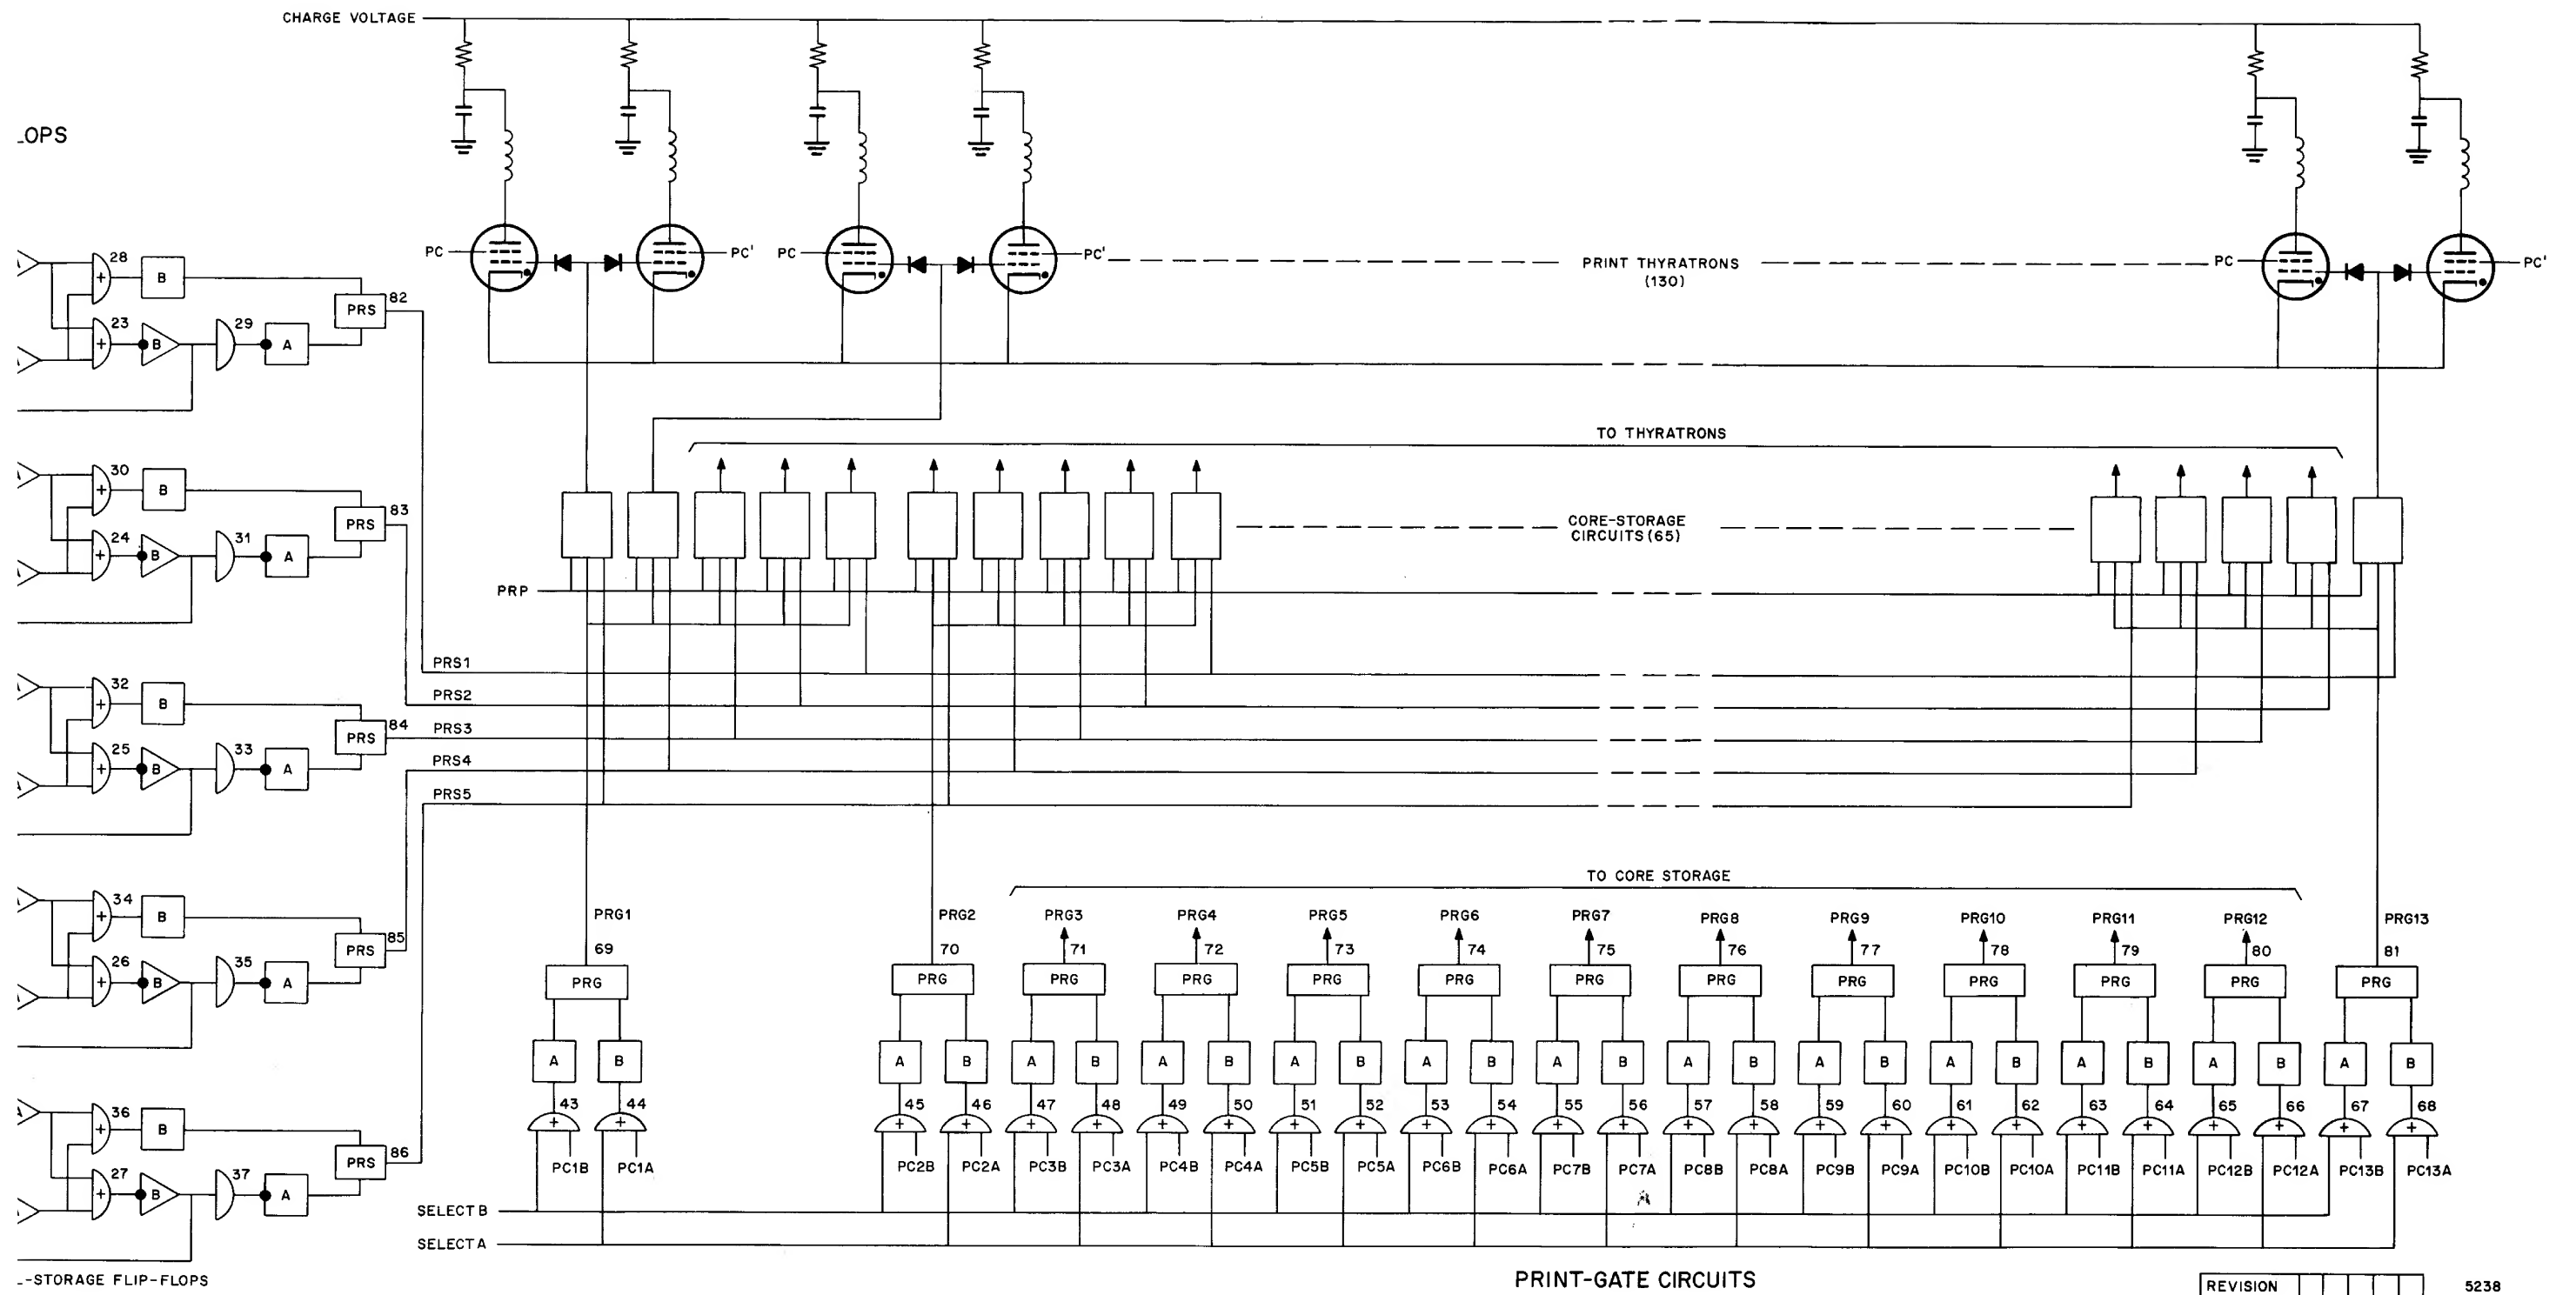 CHARGE VOLTAGE
OPS
PC PC' PC PC' PRINT THYRATRONS PC PC'
(130)
28 B
PRS 82
23 B 29 A
TO THYRATRONS
30 B
PRS 83
24 B 31 A
CORE-STORAGE
CIRCUITS (65)
PRP
PRS1
32 B
PRS2
PRS 84
PRS3
25 B 33 A
PRS4
PRS5
TO CORE STORAGE
34 B
PRS 85
26 B 35 A
PRG1 PRG2 PRG3 PRG4 PRG5 PRG6 PRG7 PRG8 PRG9 PRG10 PRG11 PRG12 PRG13
69 70 71 72 73 74 75 76 77 78 79 80 81
PRG PRG PRG PRG PRG PRG PRG PRG PRG PRG PRG PRG PRG
A B A B A B A B A B A B A B A B A B A B A B A B A B
36 B
PRS 86
27 B 37 A
43 44 45 46 47 48 49 50 51 52 53 54 55 56 57 58 59 60 61 62 63 64 65 66 67 68
+ + + + + + + + + + + + + + + + + + + + + + + + + +
PC1B PC1A PC2B PC2A PC3B PC3A PC4B PC4A PC5B PC5A PC6B PC6A PC7B PC7A PC8B PC8A PC9B PC9A PC10B PC10A PC11B PC11A PC12B PC12A PC13B PC13A
SELECT B
SELECT A
-STORAGE FLIP-FLOPS
PRINT-GATE CIRCUITS
REVISION
5238